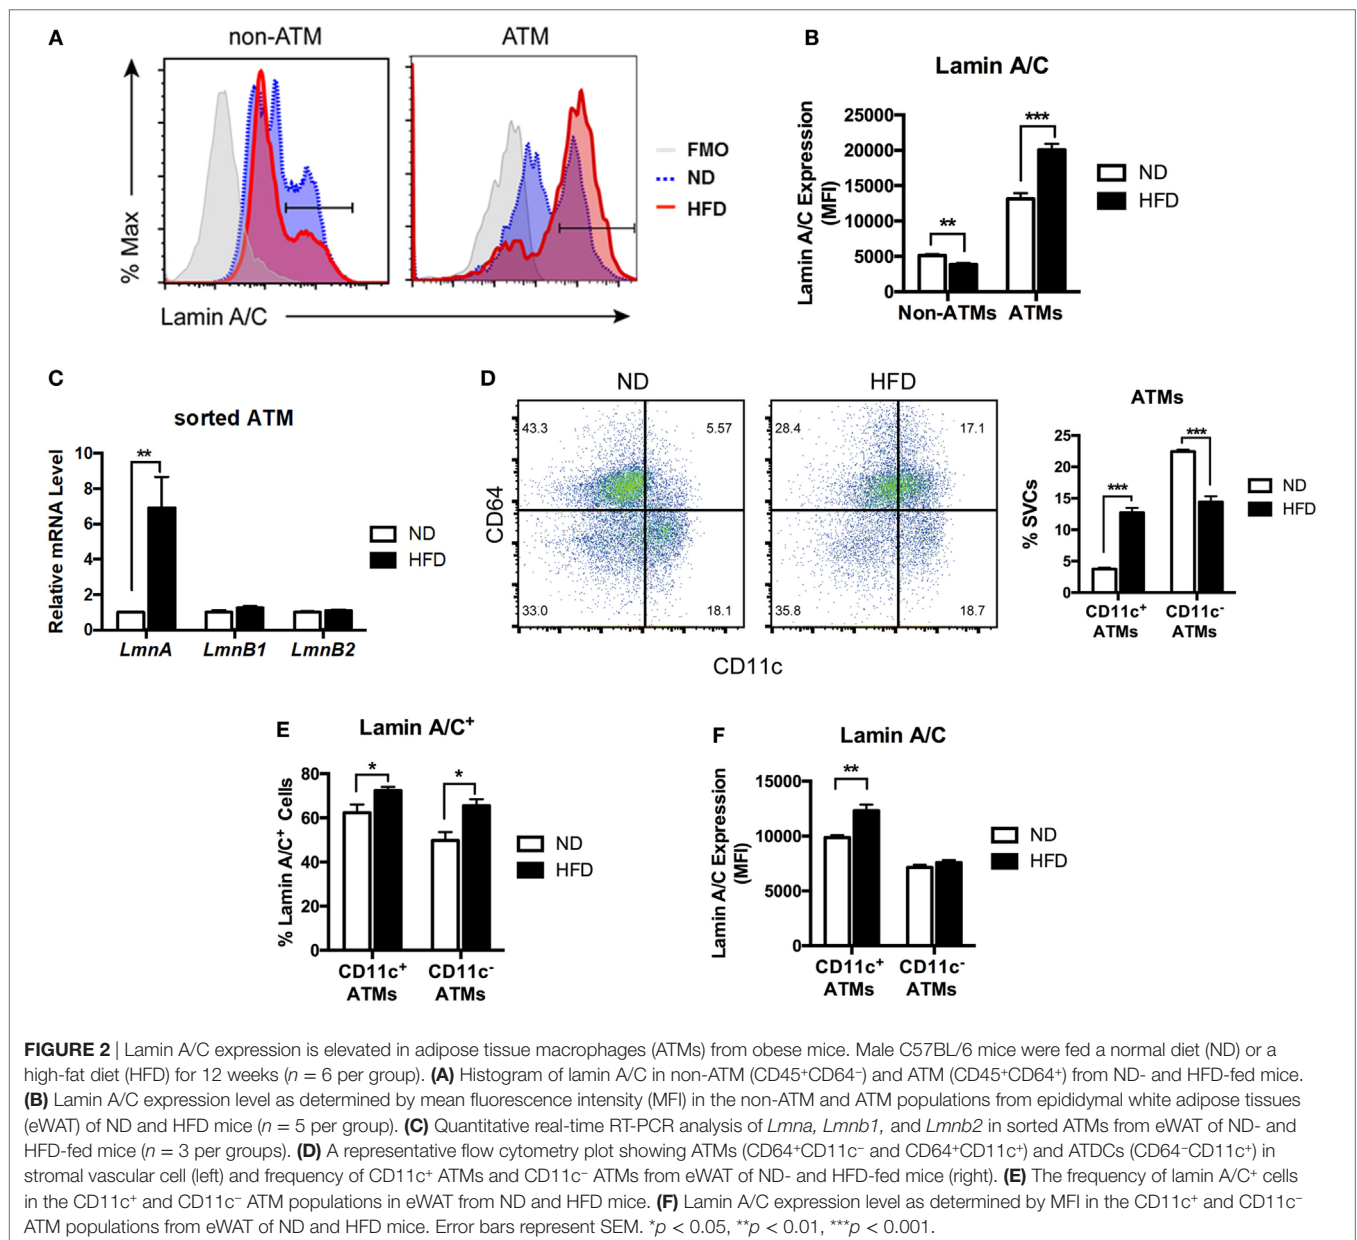 A
non-ATM
ATM
% Max
Lamin A/C
FMO
ND
HFD
B
Lamin A/C
Lamin A/C Expression
(MFI)
25000
20000
15000
10000
5000
0
**
***
Non-ATMs
ATMs
ND
HFD
C
sorted ATM
Relative mRNA Level
10
8
6
4
2
0
**
LmnA
LmnB1
LmnB2
ND
HFD
D
ND
HFD
43.3
5.57
33.0
18.1
28.4
17.1
35.8
18.7
CD64
CD11c
ATMs
% SVCs
25
20
15
10
5
0
***
***
CD11c⁺
ATMs
CD11c⁻
ATMs
ND
HFD
E
Lamin A/C⁺
% Lamin A/C⁺ Cells
80
60
40
20
0
*
*
CD11c⁺
ATMs
CD11c⁻
ATMs
ND
HFD
F
Lamin A/C
Lamin A/C Expression
(MFI)
15000
10000
5000
0
**
CD11c⁺
ATMs
CD11c⁻
ATMs
ND
HFD
FIGURE 2 | Lamin A/C expression is elevated in adipose tissue macrophages (ATMs) from obese mice. Male C57BL/6 mice were fed a normal diet (ND) or a
high-fat diet (HFD) for 12 weeks (n = 6 per group). (A) Histogram of lamin A/C in non-ATM (CD45⁺CD64⁻) and ATM (CD45⁺CD64⁺) from ND- and HFD-fed mice.
(B) Lamin A/C expression level as determined by mean fluorescence intensity (MFI) in the non-ATM and ATM populations from epididymal white adipose tissues
(eWAT) of ND and HFD mice (n = 5 per group). (C) Quantitative real-time RT-PCR analysis of Lmna, Lmnb1, and Lmnb2 in sorted ATMs from eWAT of ND- and
HFD-fed mice (n = 3 per groups). (D) A representative flow cytometry plot showing ATMs (CD64⁺CD11c⁻ and CD64⁺CD11c⁺) and ATDCs (CD64⁻CD11c⁺) in
stromal vascular cell (left) and frequency of CD11c⁺ ATMs and CD11c⁻ ATMs from eWAT of ND- and HFD-fed mice (right). (E) The frequency of lamin A/C⁺ cells
in the CD11c⁺ and CD11c⁻ ATM populations in eWAT from ND and HFD mice. (F) Lamin A/C expression level as determined by MFI in the CD11c⁺ and CD11c⁻
ATM populations from eWAT of ND and HFD mice. Error bars represent SEM. *p < 0.05, **p < 0.01, ***p < 0.001.